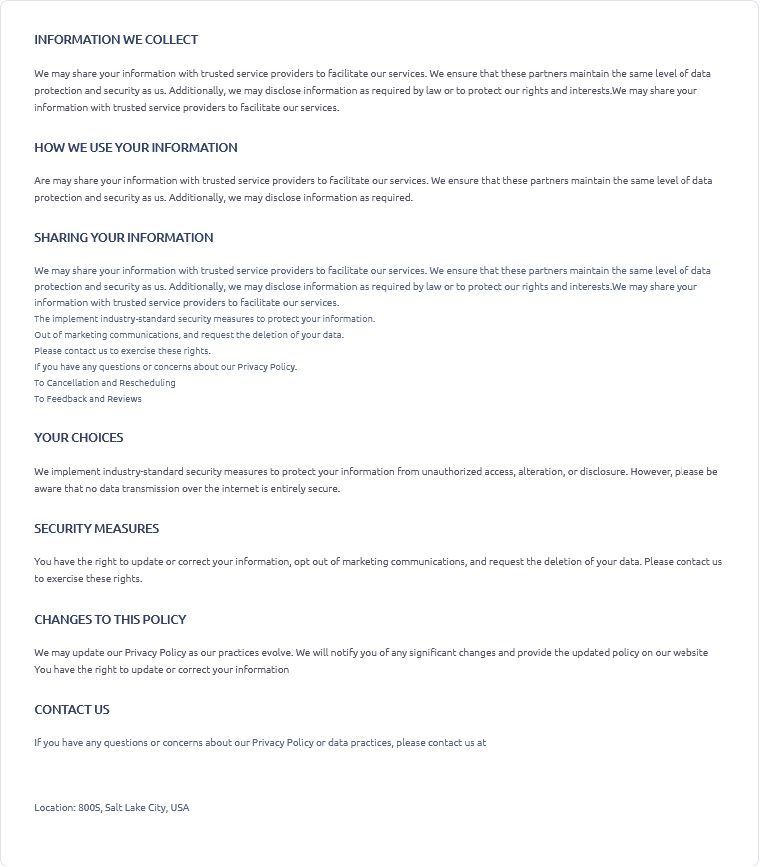 INFORMATION WE COLLECT
We may share your information with trusted service providers to facilitate our services. We ensure that these partners maintain the same level of data
protection and security as us. Additionally, we may disclose information as required by law or to protect our rights and interests.We may share your
information with trusted service providers to facilitate our services.
HOW WE USE YOUR INFORMATION
Are may share your information with trusted service providers to facilitate our services. We ensure that these partners maintain the same level of data
protection and security as us. Additionally, we may disclose information as required.
SHARING YOUR INFORMATION
We may share your information with trusted service providers to facilitate our services. We ensure that these partners maintain the same level of data
protection and security as us. Additionally, we may disclose information as required by law or to protect our rights and interests.We may share your
information with trusted service providers to facilitate our services.
The implement industry-standard security measures to protect your information.
Out of marketing communications, and request the deletion of your data.
Please contact us to exercise these rights.
If you have any questions or concerns about our Privacy Policy.
To Cancellation and Rescheduling
To Feedback and Reviews
YOUR CHOICES
We implement industry-standard security measures to protect your information from unauthorized access, alteration, or disclosure. However, please be
aware that no data transmission over the internet is entirely secure.
SECURITY MEASURES
You have the right to update or correct your information, opt out of marketing communications, and request the deletion of your data. Please contact us
to exercise these rights.
CHANGES TO THIS POLICY
We may update our Privacy Policy as our practices evolve. We will notify you of any significant changes and provide the updated policy on our website
You have the right to update or correct your information
CONTACT US
If you have any questions or concerns about our Privacy Policy or data practices, please contact us at
Location: 800S, Salt Lake City, USA